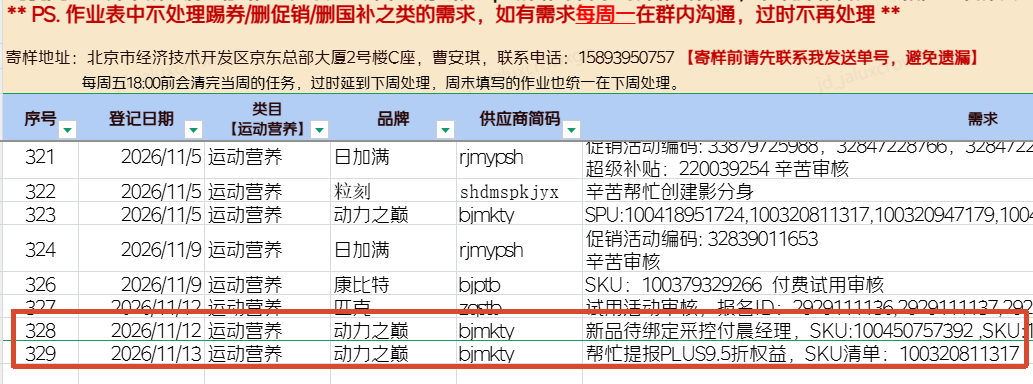 ** PS. 作业表中不处理踢券/删促销/删国补之类的需求，如有需求每周一在群内沟通，过时不再处理 **
寄样地址：北京市经济技术开发区京东总部大厦2号楼C座，曹安琪，联系电话：15893950757 【寄样前请先联系我发送单号，避免遗漏】
每周五18:00前会清完当周的任务，过时延到下周处理，周末填写的作业也统一在下周处理。
序号 登记日期 类目【运动营养】 品牌 供应商简码 需求
促销活动编码: 33879725988，32847228766，3284722
321 2026/11/5 运动营养 日加满 rjmypsh
超级补贴：220039254 辛苦审核
322 2026/11/5 运动营养 粒刻 shdmspkjyx 辛苦帮忙创建影分身
323 2026/11/5 运动营养 动力之巅 bjmkty SPU:100418951724,100320811317,100320947179,1004
促销活动编码: 32839011653
324 2026/11/9 运动营养 日加满 rjmypsh
辛苦审核
326 2026/11/9 运动营养 康比特 bjptb SKU：100379329266 付费试用审核
327 2026/11/12 运动营养 匹克 zqptb 试用活动审核，报名ID：2929111136,2929111137,292
328 2026/11/12 运动营养 动力之巅 bjmkty 新品待绑定采控付晨经理，SKU:100450757392 ,SKU:1
329 2026/11/13 运动营养 动力之巅 bjmkty 帮忙提报PLUS9.5折权益，SKU清单：100320811317